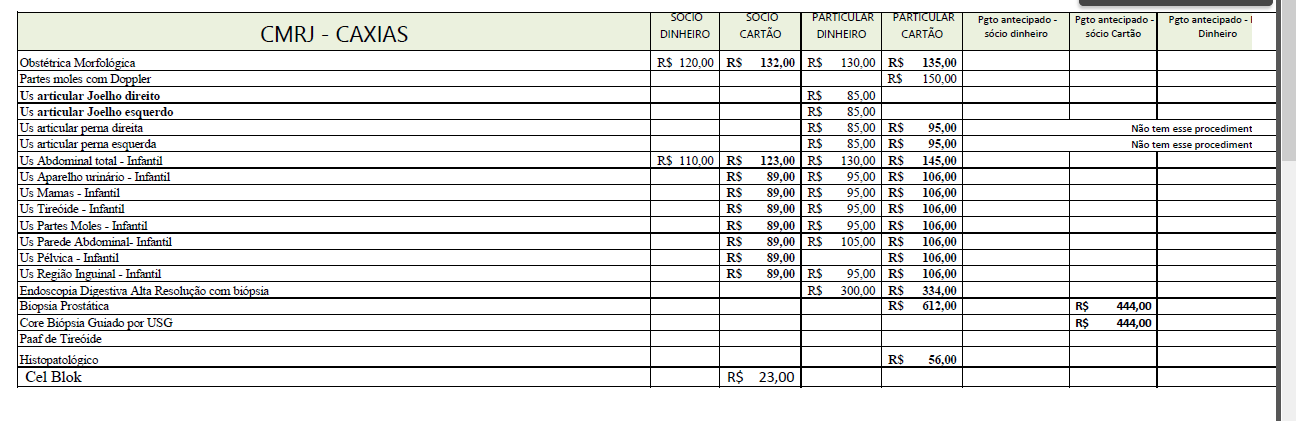 CMRJ - CAXIAS SOCIO DINHEIRO SOCIO CARTÃO PARTICULAR DINHEIRO PARTICULAR CARTÃO Pgto antecipado - sócio dinheiro Pgto antecipado - sócio Cartão Pgto antecipado - Dinheiro
Obstétrica Morfológica R$ 120,00 R$ 132,00 R$ 130,00 R$ 135,00
Partes moles com Doppler R$ 150,00
Us articular Joelho direito R$ 85,00
Us articular Joelho esquerdo R$ 85,00
Us articular perna direita R$ 85,00 R$ 95,00 Não tem esse procediment
Us articular perna esquerda R$ 85,00 R$ 95,00 Não tem esse procediment
Us Abdominal total - Infantil R$ 110,00 R$ 123,00 R$ 130,00 R$ 145,00
Us Aparelho urinário - Infantil R$ 89,00 R$ 95,00 R$ 106,00
Us Mamas - Infantil R$ 89,00 R$ 95,00 R$ 106,00
Us Tireóide - Infantil R$ 89,00 R$ 95,00 R$ 106,00
Us Partes Moles - Infantil R$ 89,00 R$ 95,00 R$ 106,00
Us Parede Abdominal- Infantil R$ 89,00 R$ 105,00 R$ 106,00
Us Pélvica - Infantil R$ 89,00 R$ 106,00
Us Região Inguinal - Infantil R$ 89,00 R$ 95,00 R$ 106,00
Endoscopia Digestiva Alta Resolução com biópsia R$ 300,00 R$ 334,00
Biopsia Prostática R$ 612,00 R$ 444,00
Core Biópsia Guiado por USG R$ 444,00
Paaf de Tireóide
Histopatológico R$ 56,00
Cel Blok R$ 23,00